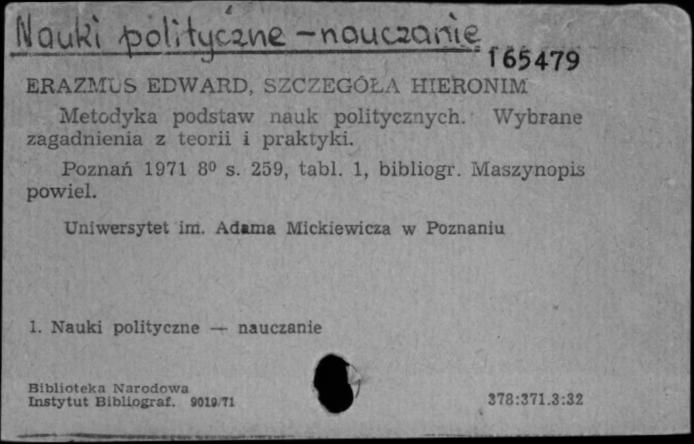 Nauki polityczne - nauczanie
165479
ERAZMUS EDWARD, SZCZEGÓŁA HIERONIM
Metodyka podstaw nauk politycznych. Wybrane
zagadnienia z teorii i praktyki.
Poznań 1971 8⁰ s. 259, tabl. 1, bibliogr. Maszynopis
powiel.
Uniwersytet im. Adama Mickiewicza w Poznaniu
1. Nauki polityczne — nauczanie
Biblioteka Narodowa
Instytut Bibliograf. 9019/71
378:371.3:32